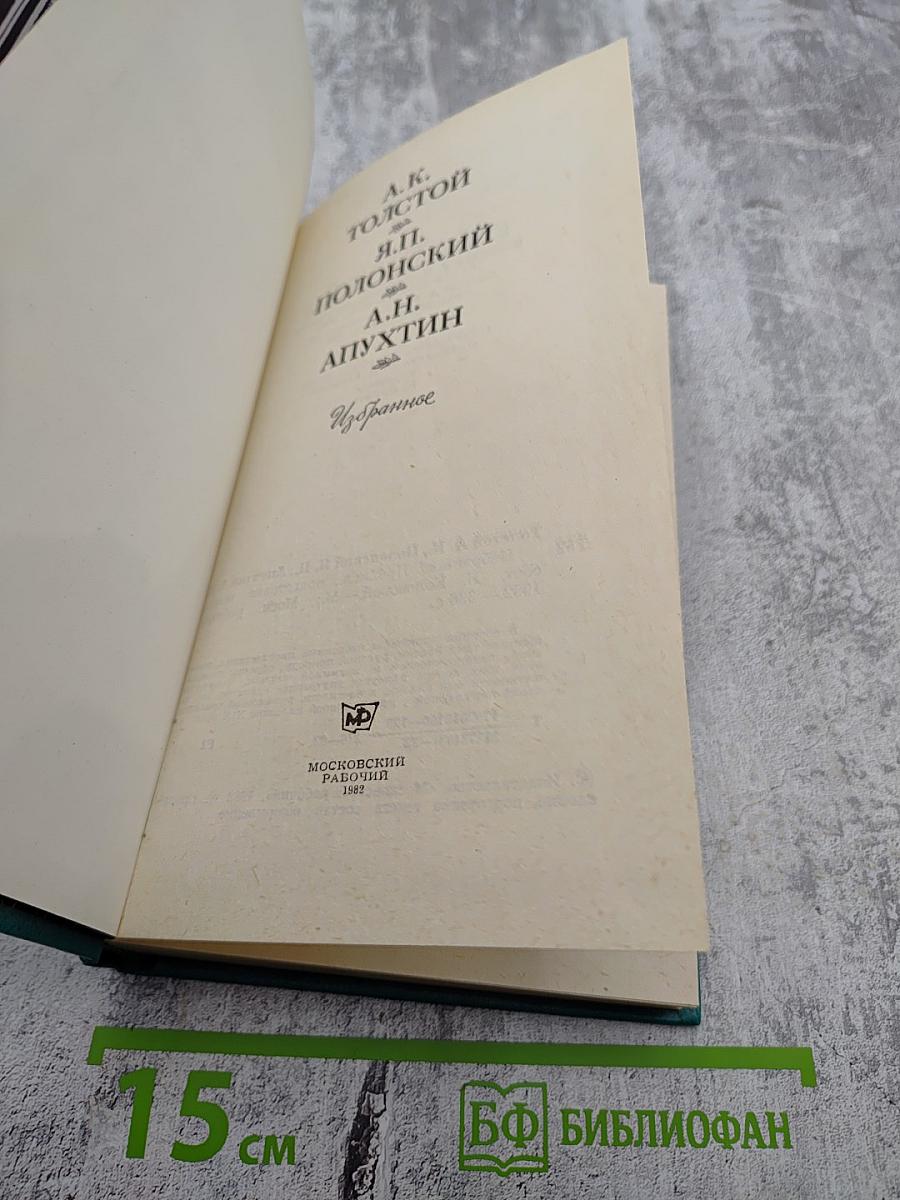 А.К.
ТОЛСТОЙ
Я.П.
ПОЛОНСКИЙ
А.Н.
АПУХТИН
Избранное
МР
МОСКОВСКИЙ
РАБОЧИЙ
1982
15 см
БФ БИБЛИОФАН